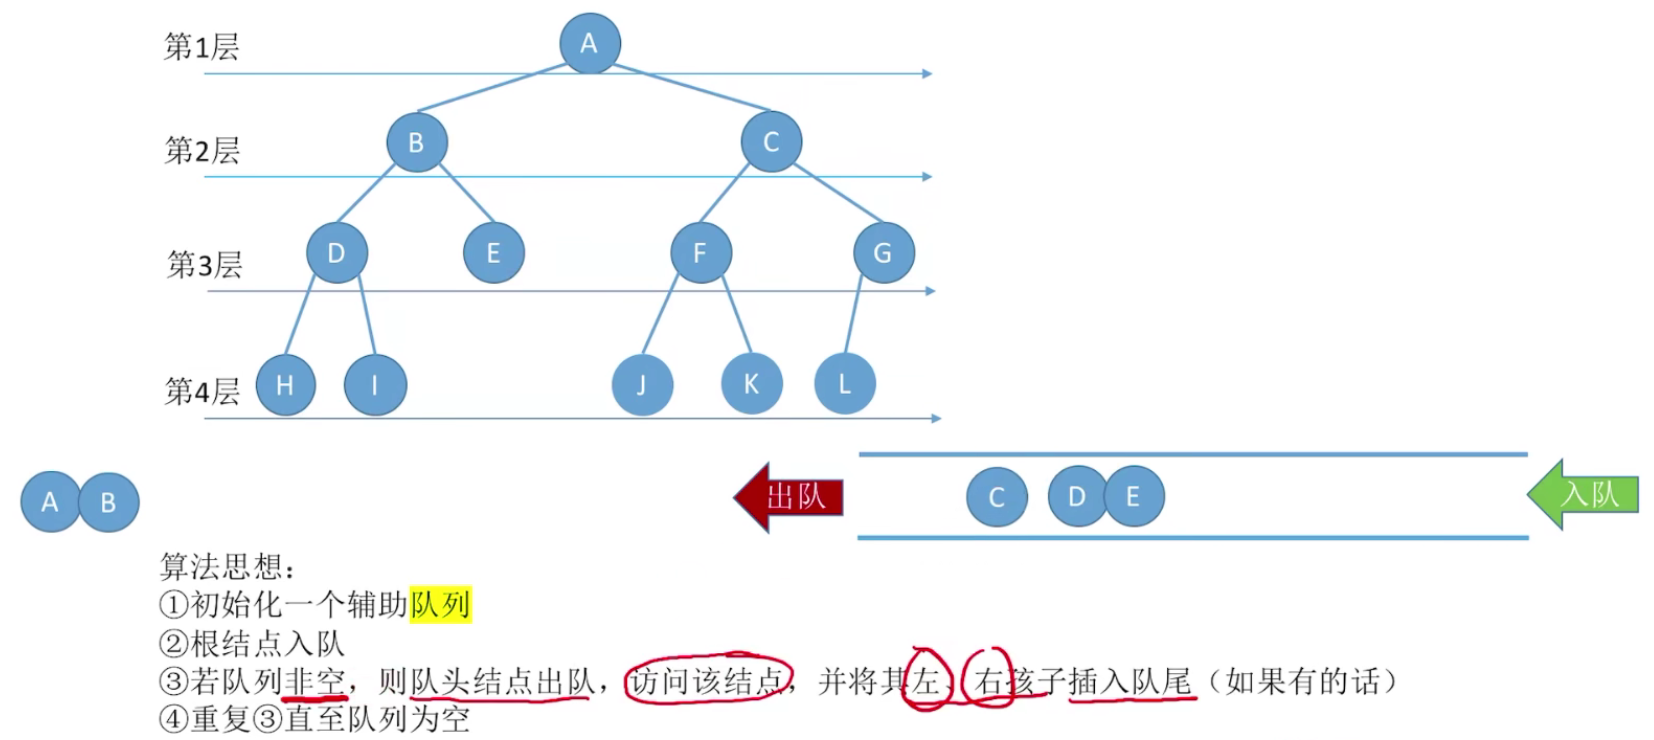 第1层
A
第2层
B
C
第3层
D
E
F
G
第4层
H
I
J
K
L
A B
出队
C D E
入队
算法思想：
①初始化一个辅助队列
②根结点入队
③若队列非空，则队头结点出队，访问该结点，并将其左、右孩子插入队尾（如果有的话）
④重复③直至队列为空